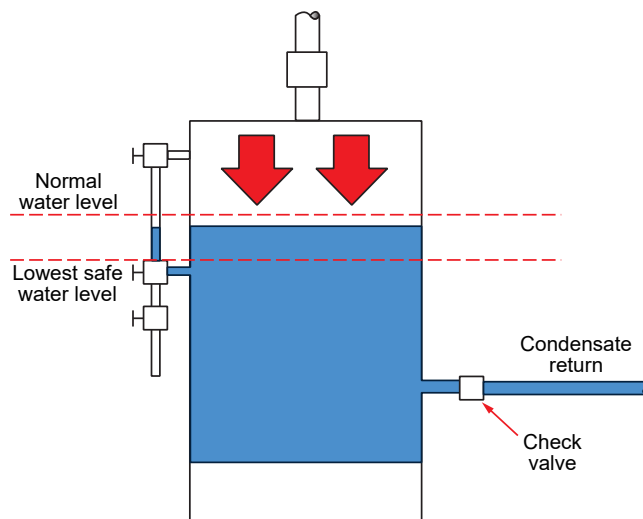 Normal
water level
Lowest safe
water level
Condensate
return
Check
valve